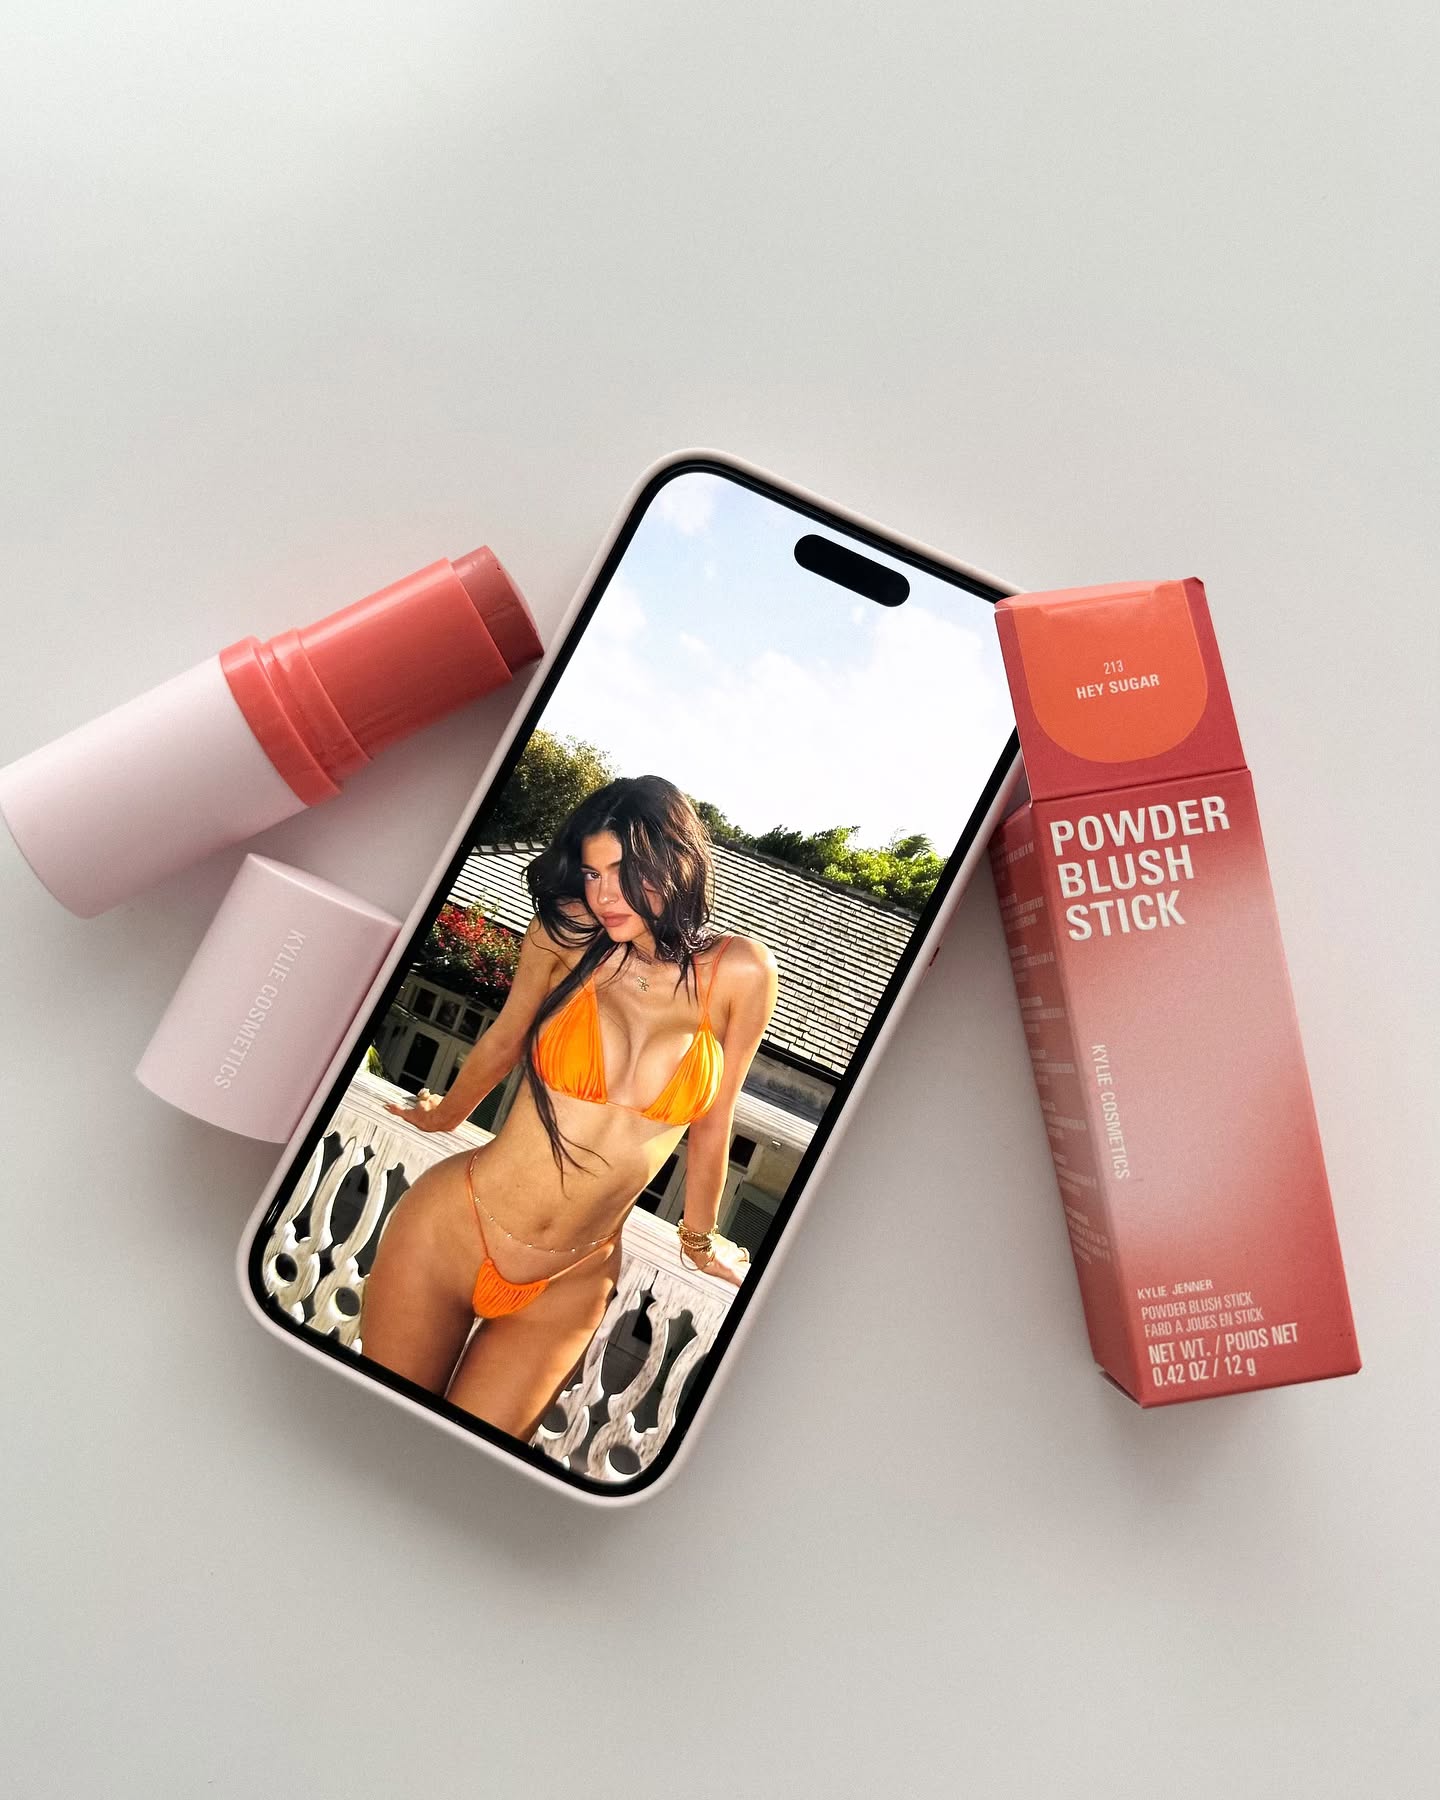 KYLIE COSMETICS
213
HEY SUGAR
POWDER
BLUSH
STICK
KYLIE COSMETICS
KYLIE JENNER
POWDER BLUSH STICK
FARD À JOUES EN STICK
NET WT. / POIDS NET
0.42 OZ / 12 g